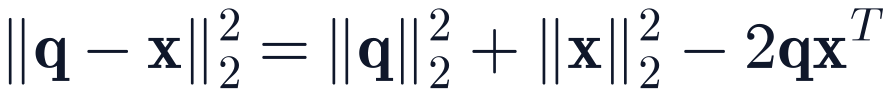 ‖𝐪 − 𝐱‖₂² = ‖𝐪‖₂² + ‖𝐱‖₂² − 2𝐪𝐱ᵀ